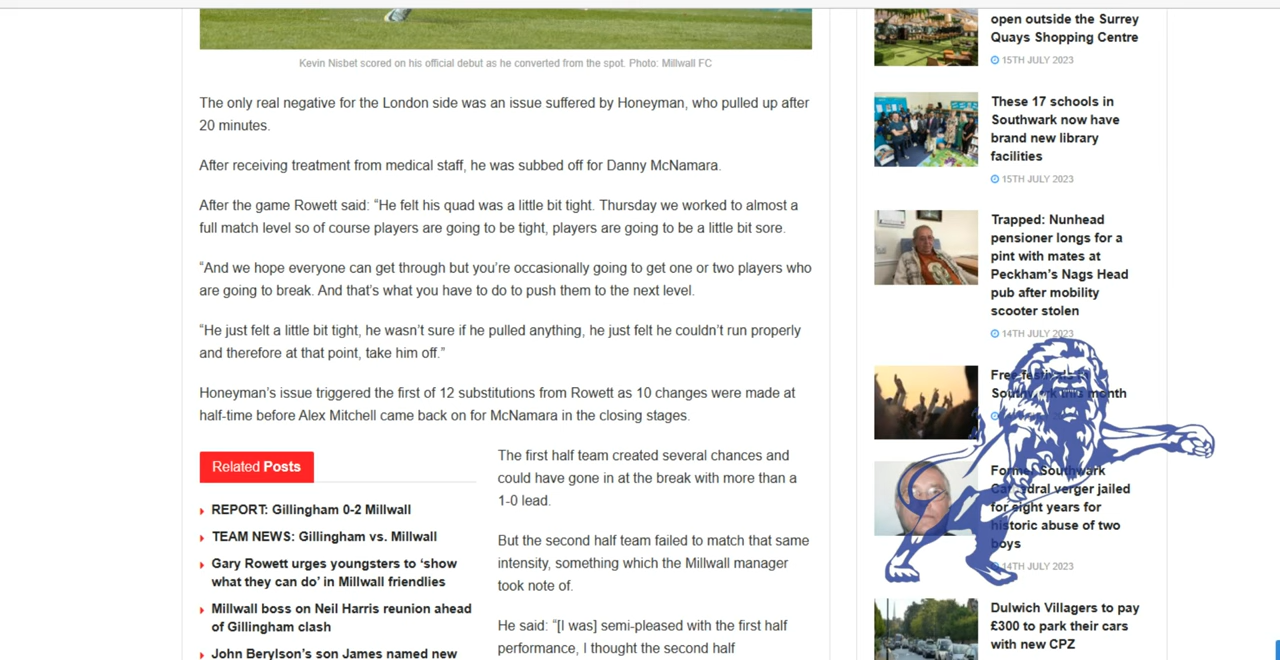 Kevin Nisbet scored on his official debut as he converted from the spot. Photo: Millwall FC
The only real negative for the London side was an issue suffered by Honeyman, who pulled up after
20 minutes.
After receiving treatment from medical staff, he was subbed off for Danny McNamara.
After the game Rowett said: “He felt his quad was a little bit tight. Thursday we worked to almost a
full match level so of course players are going to be tight, players are going to be a little bit sore.
“And we hope everyone can get through but you’re occasionally going to get one or two players who
are going to break. And that’s what you have to do to push them to the next level.
“He just felt a little bit tight, he wasn’t sure if he pulled anything, he just felt he couldn’t run properly
and therefore at that point, take him off.”
Honeyman’s issue triggered the first of 12 substitutions from Rowett as 10 changes were made at
half-time before Alex Mitchell came back on for McNamara in the closing stages.
Related Posts
REPORT: Gillingham 0-2 Millwall
TEAM NEWS: Gillingham vs. Millwall
Gary Rowett urges youngsters to ‘show
what they can do’ in Millwall friendlies
Millwall boss on Neil Harris reunion ahead
of Gillingham clash
John Berylson’s son James named new
The first half team created several chances and
could have gone in at the break with more than a
1-0 lead.
But the second half team failed to match that same
intensity, something which the Millwall manager
took note of.
He said: “[I was] semi-pleased with the first half
performance, I thought the second half
open outside the Surrey
Quays Shopping Centre
15TH JULY 2023
These 17 schools in
Southwark now have
brand new library
facilities
15TH JULY 2023
Trapped: Nunhead
pensioner longs for a
pint with mates at
Peckham’s Nags Head
pub after mobility
scooter stolen
14TH JULY 2023
Free festivals in
Southwark this month
Former Southwark
Cathedral verger jailed
for eight years for
historic abuse of two
boys
14TH JULY 2023
Dulwich Villagers to pay
£300 to park their cars
with new CPZ